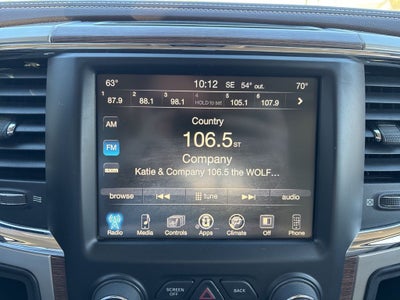 63° 10:12 SE 54° out. 70°
1 2 3 4 5 6
87.9 88.1 98.1 HOLD to set 105.1 107.9
AM
Country
FM
106.5 ST
Company
Katie & Company 106.5 the WOLF...
browse tune audio
Radio Media Controls Apps Climate Off Phone
SCREEN OFF BACK